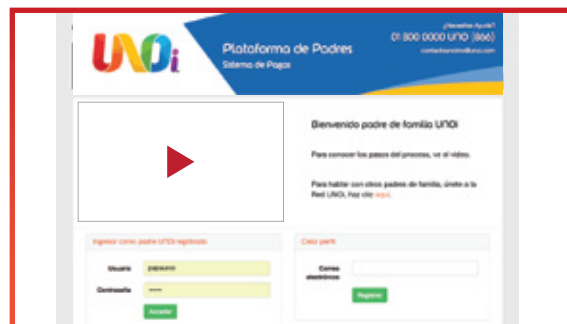 UNOi
Plataforma de Padres
Sistema de Pagos
¿Necesitas Ayuda?
01 800 0000 UNO (866)
Bienvenido padre de familia UNOi
Para conocer los pasos del proceso, ve el video.
Para hablar con otros padres de familia, únete a la
Red UNOi, haz clic aquí.
Ingresar como padre UNOi registrado
Usuario
papaunoi
Contraseña
•••••
Acceder
Crear perfil
Correo
electrónico
Registrar